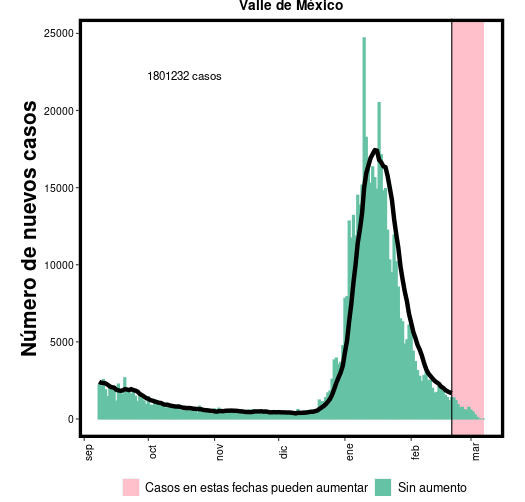 Valle de México
Número de nuevos casos
25000
20000
15000
10000
5000
0
1801232 casos
sep
oct
nov
dic
ene
feb
mar
Casos en estas fechas pueden aumentar
Sin aumento